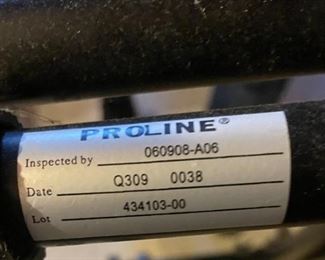 PROLINE®
Inspected by 060908-A06
Date Q309 0038
Lot 434103-00